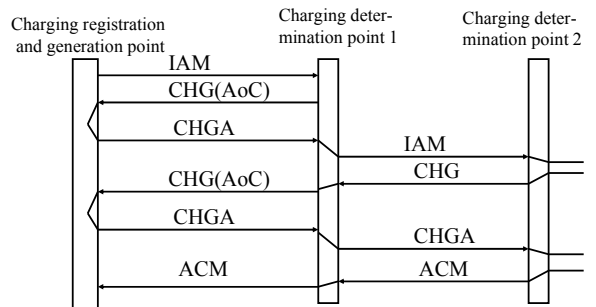 Charging registration
and generation point
Charging deter-
mination point 1
Charging deter-
mination point 2
IAM
CHG(AoC)
CHGA
IAM
CHG
CHG(AoC)
CHGA
CHGA
ACM
ACM